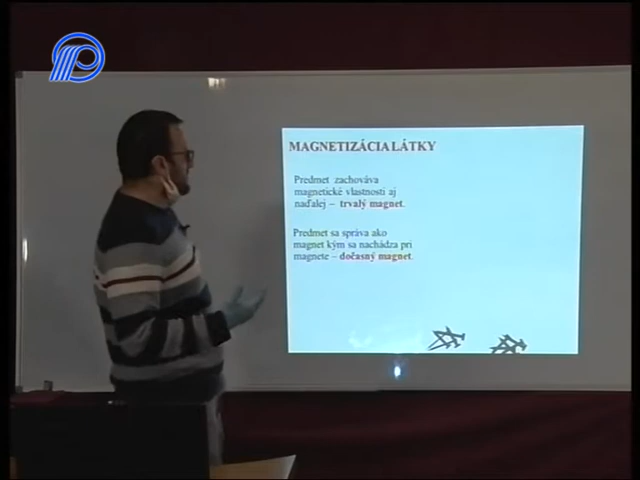 MAGNETIZÁCIA LÁTKY
Predmet zachováva
magnetické vlastnosti aj
naďalej – trvalý magnet.
Predmet sa správa ako
magnet kým sa nachádza pri
magnete – dočasný magnet.